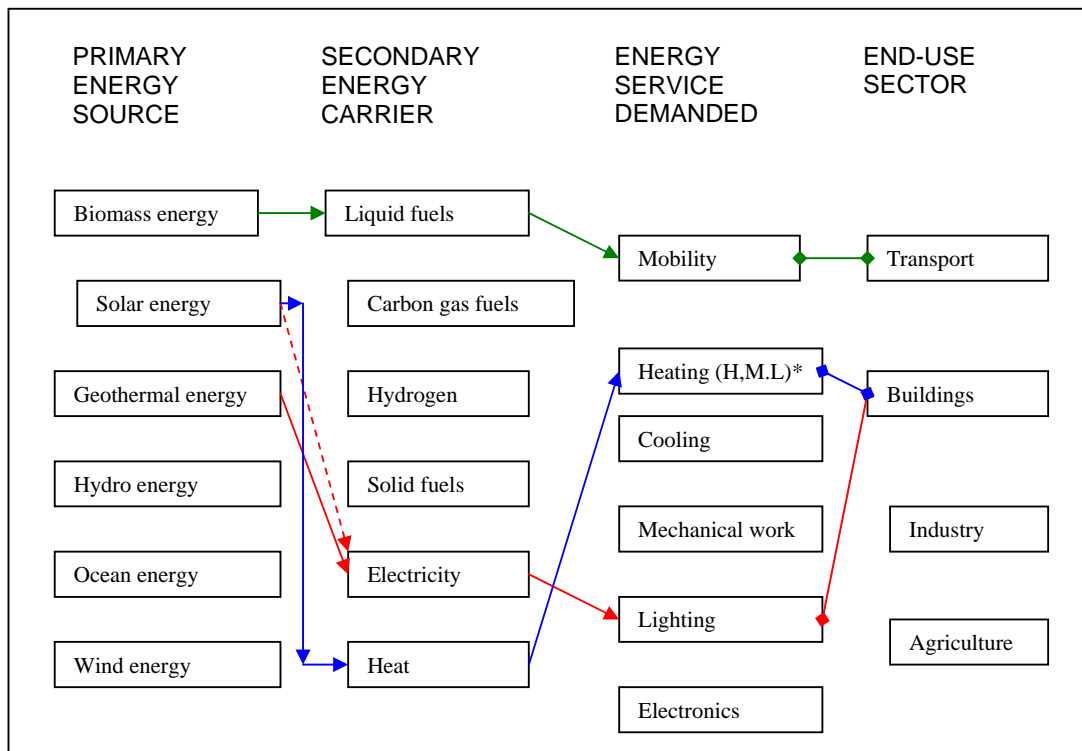 PRIMARY
ENERGY
SOURCE
SECONDARY
ENERGY
CARRIER
ENERGY
SERVICE
DEMANDED
END-USE
SECTOR
Biomass energy
Solar energy
Geothermal energy
Hydro energy
Ocean energy
Wind energy
Liquid fuels
Carbon gas fuels
Hydrogen
Solid fuels
Electricity
Heat
Mobility
Heating (H,M.L)*
Cooling
Mechanical work
Lighting
Electronics
Transport
Buildings
Industry
Agriculture